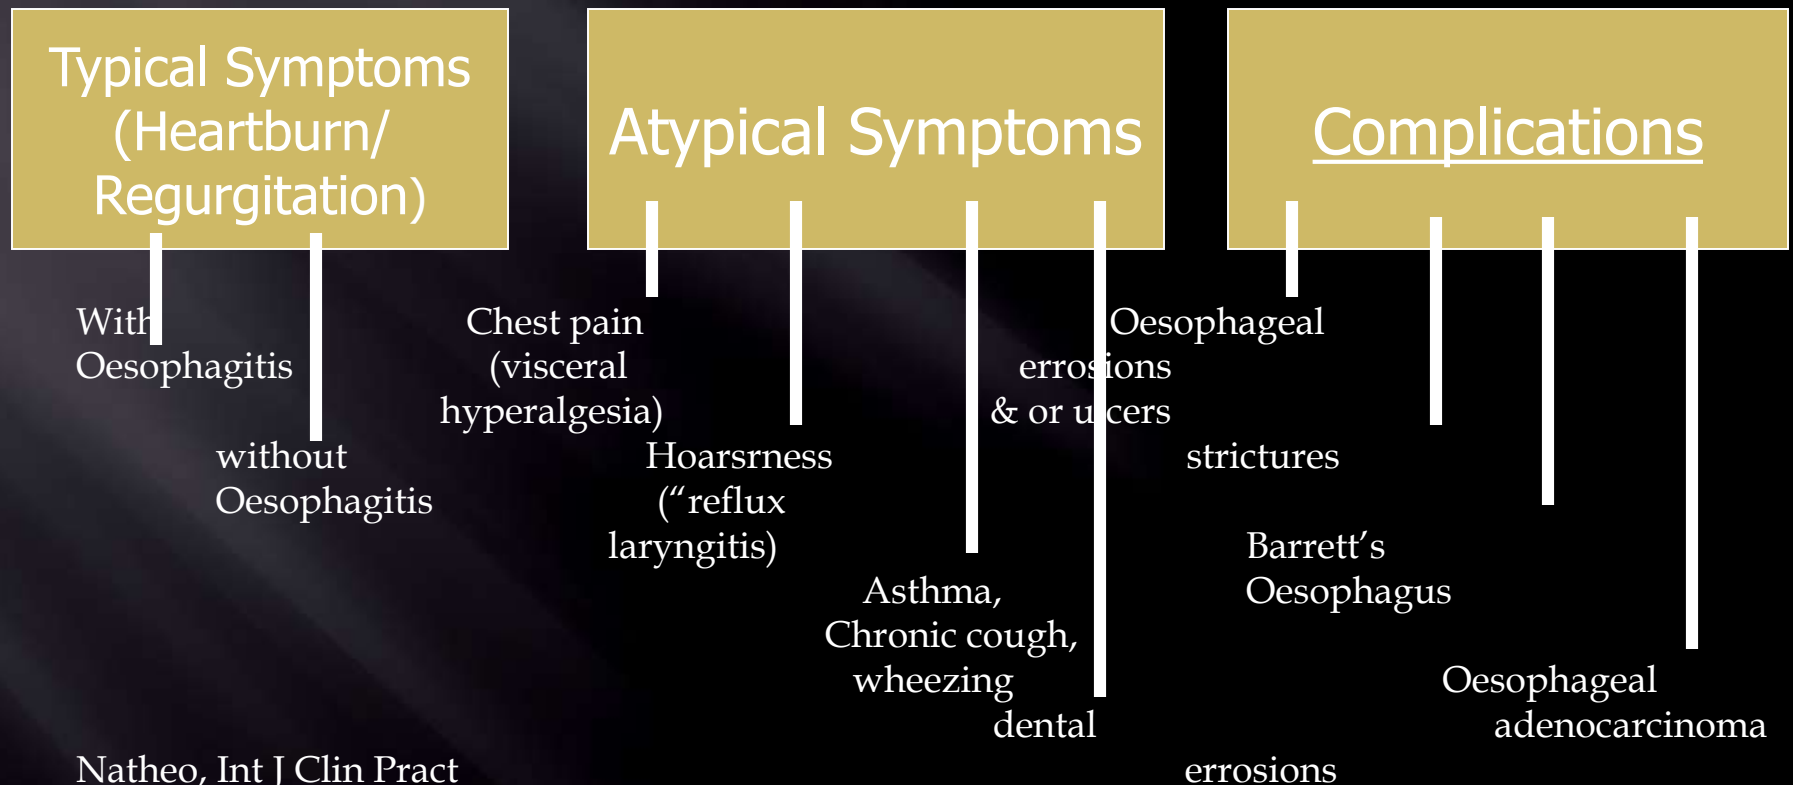 Typical Symptoms
(Heartburn/
Regurgitation)
With
Oesophagitis
without
Oesophagitis
Atypical Symptoms
Chest pain
(visceral
hyperalgesia)
Hoarsrness
(“reflux
laryngitis)
Asthma,
Chronic cough,
wheezing
dental
errosions
Complications
Oesophageal
errosions
& or ulcers
strictures
Barrett’s
Oesophagus
Oesophageal
adenocarcinoma
Natheo, Int J Clin Pract